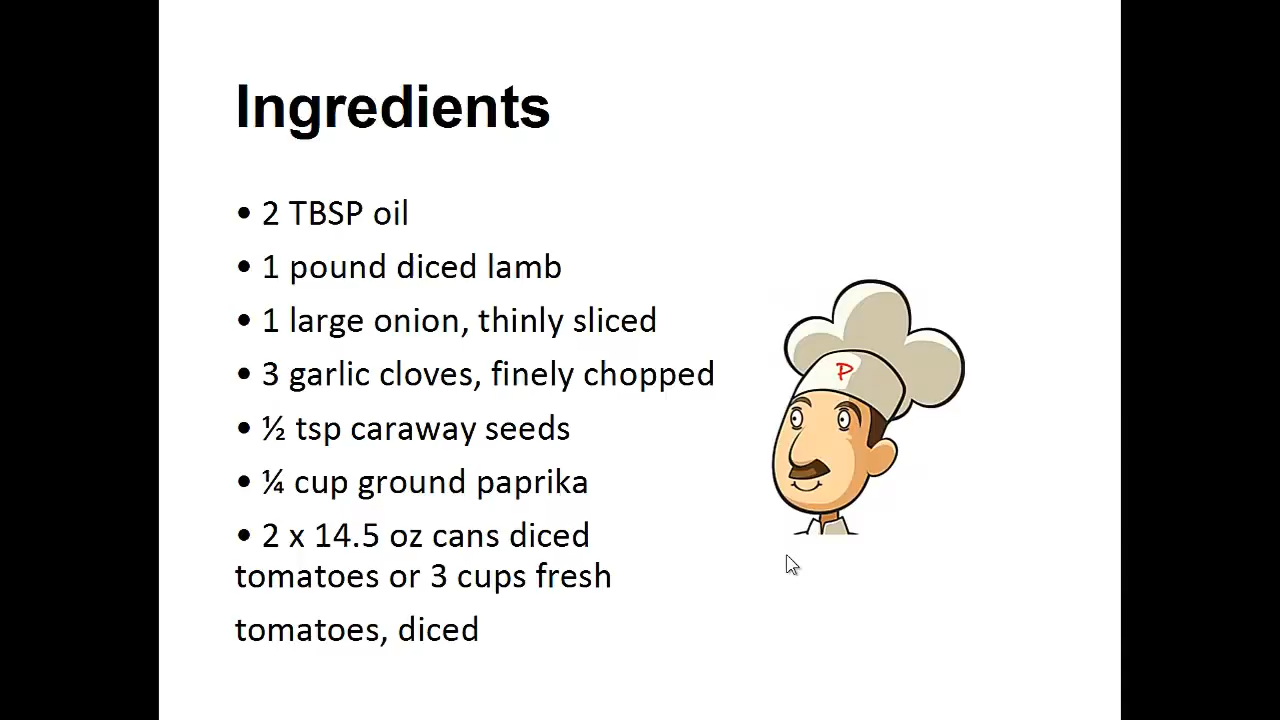 Ingredients
• 2 TBSP oil
• 1 pound diced lamb
• 1 large onion, thinly sliced
• 3 garlic cloves, finely chopped
• ½ tsp caraway seeds
• ¼ cup ground paprika
• 2 x 14.5 oz cans diced
tomatoes or 3 cups fresh
tomatoes, diced
P